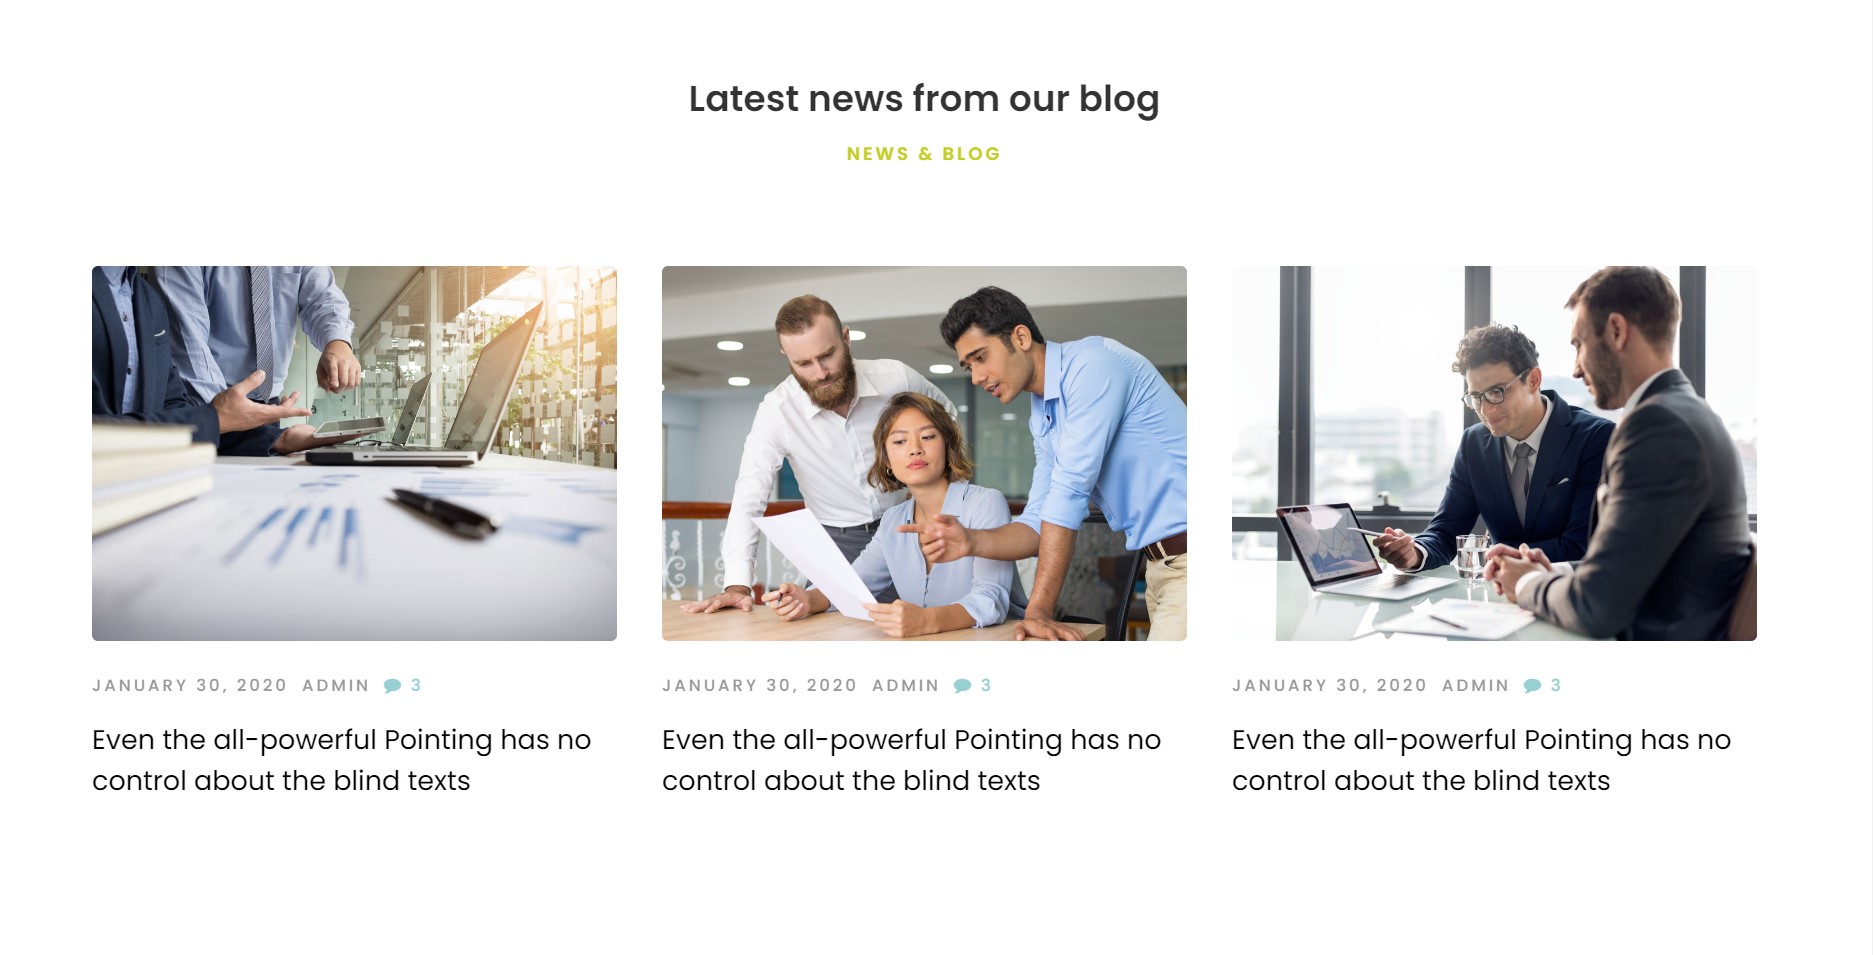 Latest news from our blog
NEWS & BLOG
JANUARY 30, 2020 ADMIN 3
Even the all-powerful Pointing has no
control about the blind texts
JANUARY 30, 2020 ADMIN 3
Even the all-powerful Pointing has no
control about the blind texts
JANUARY 30, 2020 ADMIN 3
Even the all-powerful Pointing has no
control about the blind texts